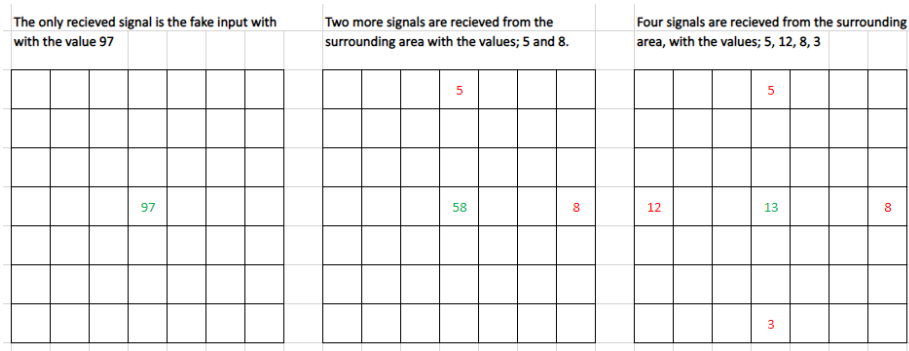 The only recieved signal is the fake input with
with the value 97
97
Two more signals are recieved from the
surrounding area with the values; 5 and 8.
5
58 8
Four signals are recieved from the surrounding
area, with the values; 5, 12, 8, 3
5
12 13 8
3